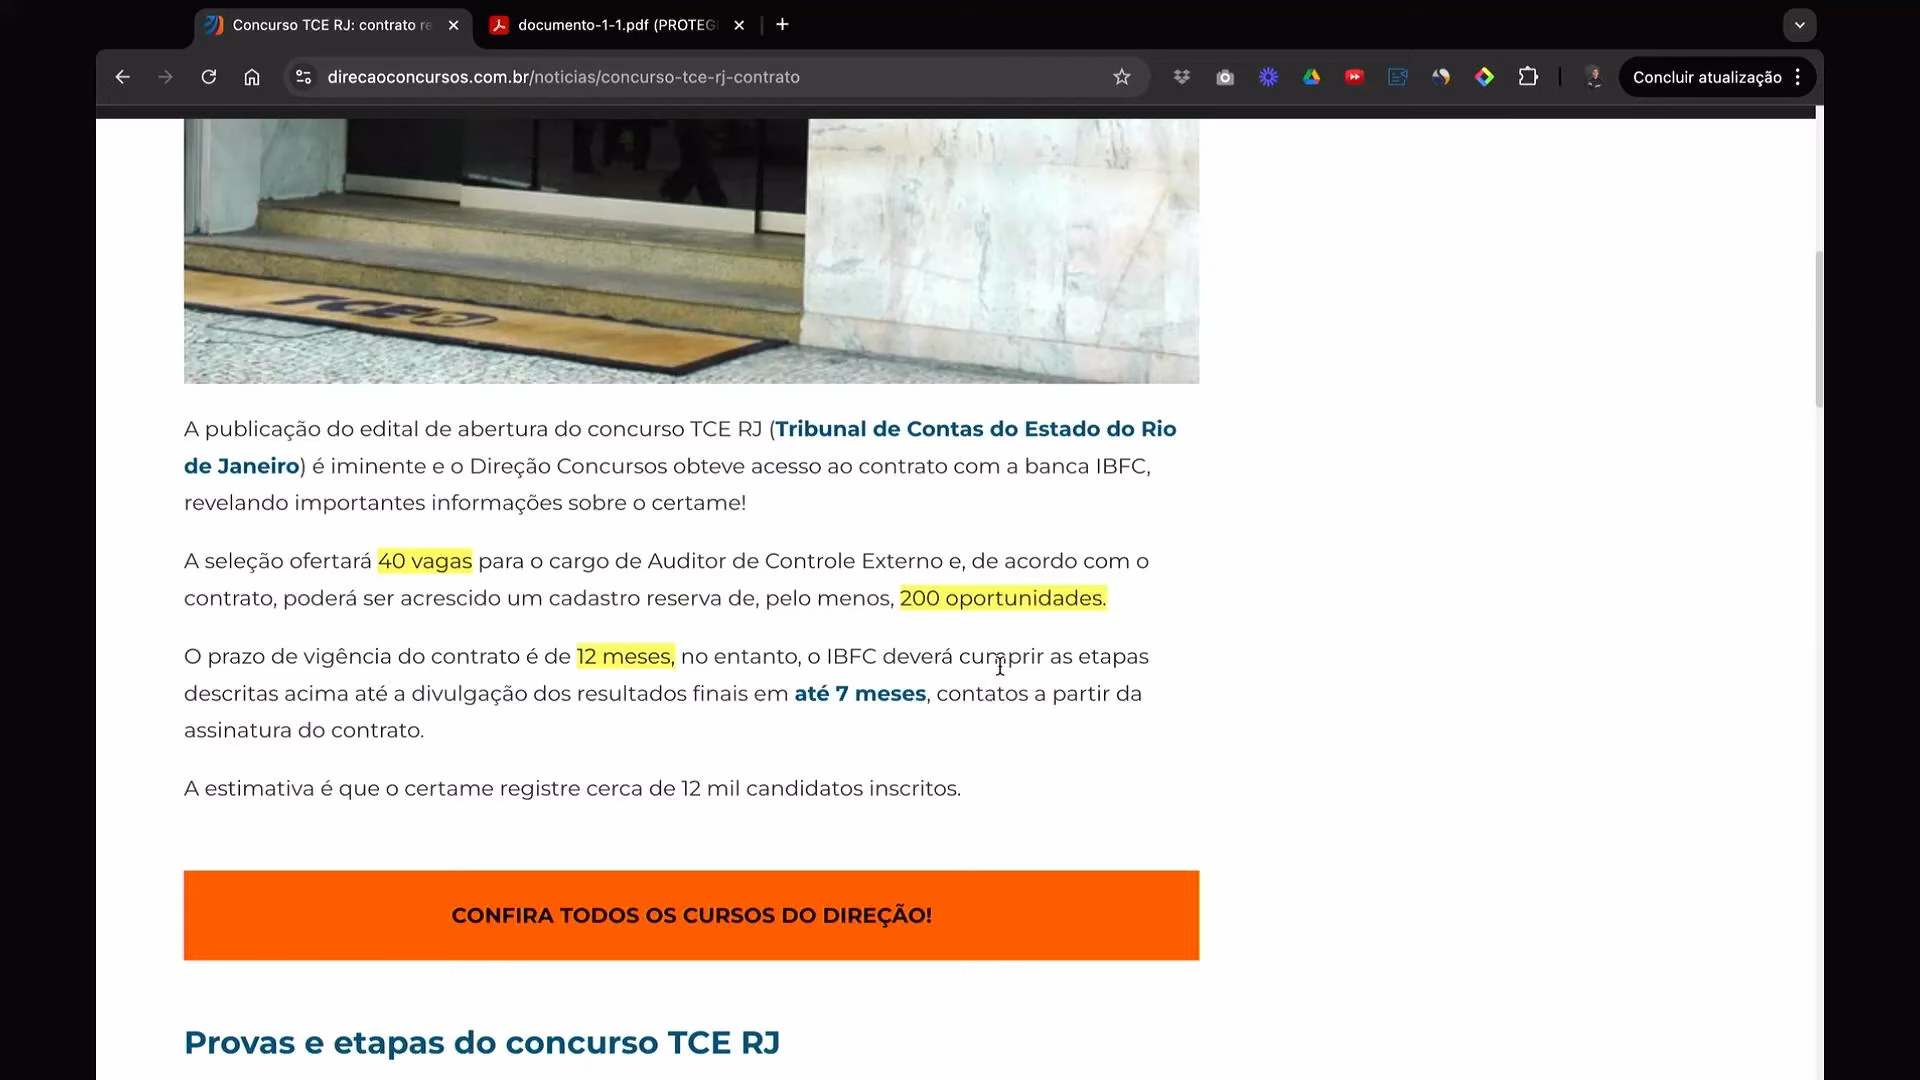 Concurso TCE RJ: contrato re
documento-1-1.pdf (PROTEG
direcaoconcursos.com.br/noticias/concurso-tce-rj-contrato
Concluir atualização
TCE RJ
A publicação do edital de abertura do concurso TCE RJ (Tribunal de Contas do Estado do Rio
de Janeiro) é iminente e o Direção Concursos obteve acesso ao contrato com a banca IBFC,
revelando importantes informações sobre o certame!
A seleção ofertará 40 vagas para o cargo de Auditor de Controle Externo e, de acordo com o
contrato, poderá ser acrescido um cadastro reserva de, pelo menos, 200 oportunidades.
O prazo de vigência do contrato é de 12 meses, no entanto, o IBFC deverá cumprir as etapas
descritas acima até a divulgação dos resultados finais em até 7 meses, contatos a partir da
assinatura do contrato.
A estimativa é que o certame registre cerca de 12 mil candidatos inscritos.
CONFIRA TODOS OS CURSOS DO DIREÇÃO!
Provas e etapas do concurso TCE RJ